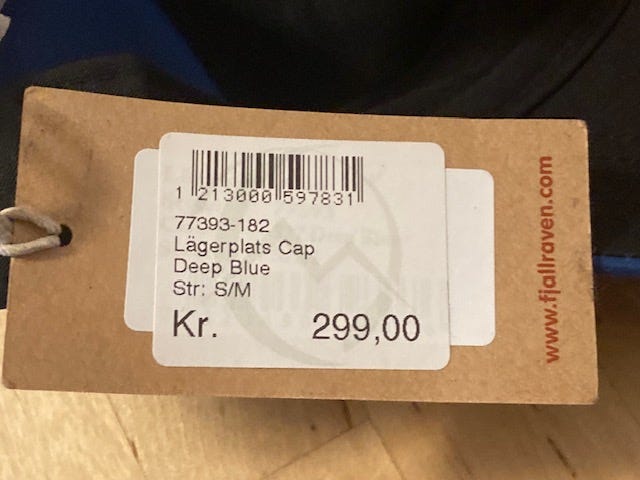 1 213000 597831
77393-182
Lägerplats Cap
Deep Blue
Str: S/M
Kr. 299,00
www.fjallraven.com